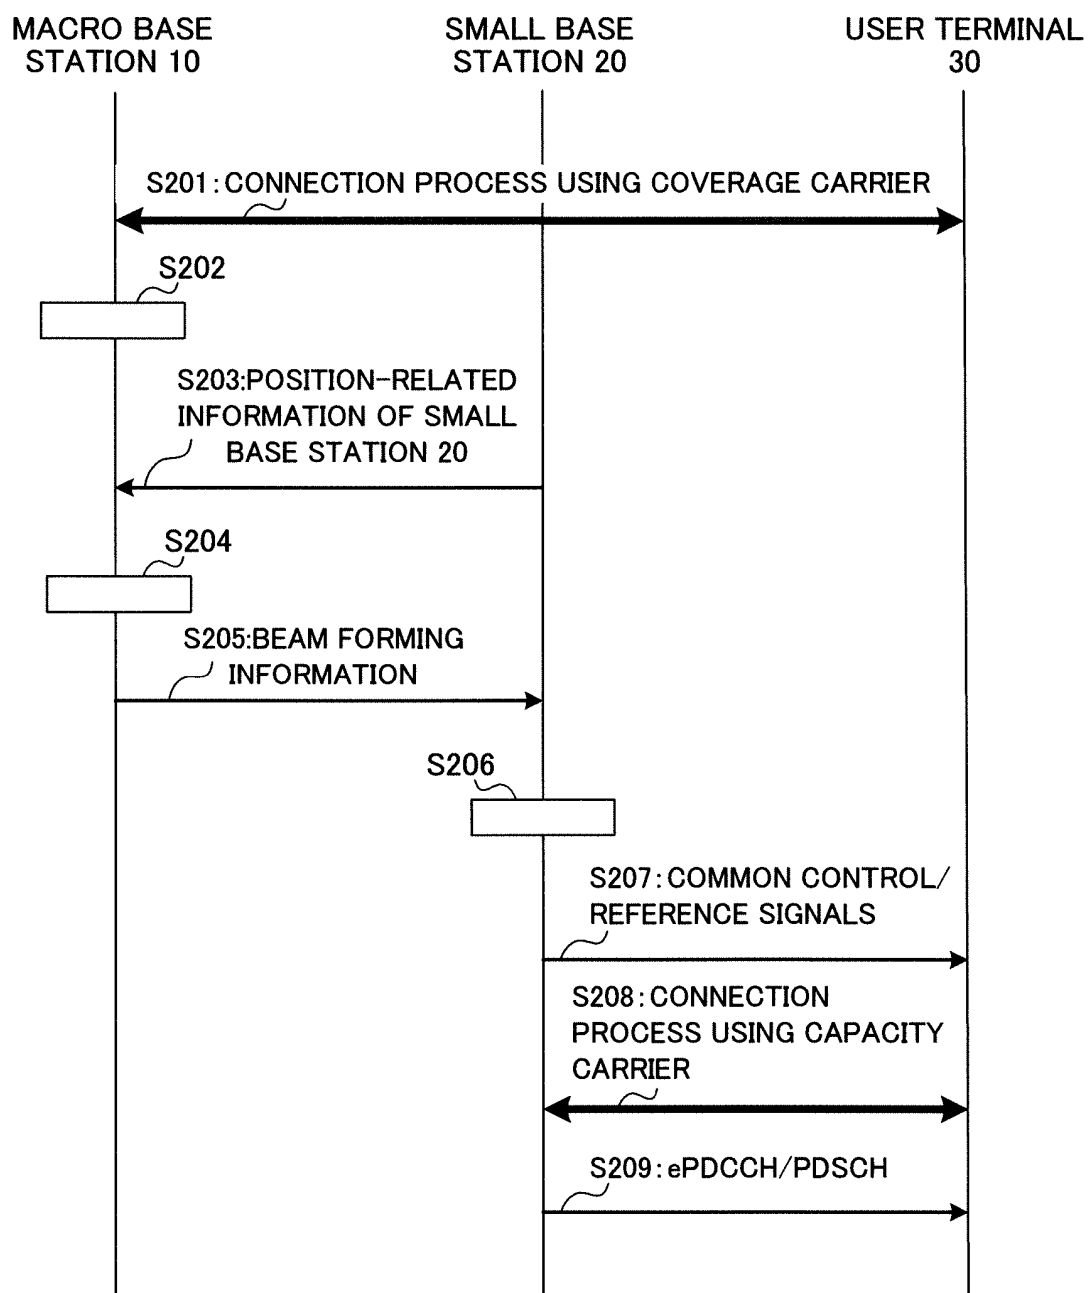 MACRO BASE
STATION 10
SMALL BASE
STATION 20
USER TERMINAL
30
S201:CONNECTION PROCESS USING COVERAGE CARRIER
S202
S203:POSITION-RELATED
INFORMATION OF SMALL
BASE STATION 20
S204
S205:BEAM FORMING
INFORMATION
S206
S207:COMMON CONTROL/
REFERENCE SIGNALS
S208:CONNECTION
PROCESS USING CAPACITY
CARRIER
S209:ePDCCH/PDSCH